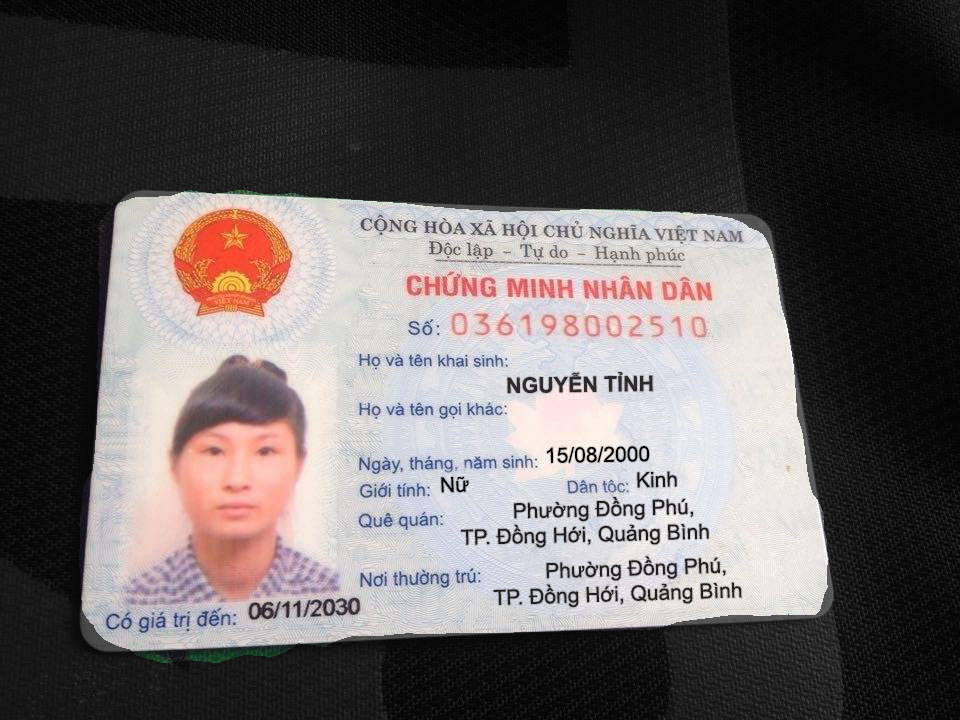 CỘNG HÒA XÃ HỘI CHỦ NGHĨA VIỆT NAM
Độc lập – Tự do – Hạnh phúc
CHỨNG MINH NHÂN DÂN
Số: 036198002510
Họ và tên khai sinh:
NGUYỄN TỈNH
Họ và tên gọi khác:
Ngày, tháng, năm sinh: 15/08/2000
Giới tính: Nữ Dân tộc: Kinh
Quê quán: Phường Đồng Phú,
TP. Đồng Hới, Quảng Bình
Nơi thường trú: Phường Đồng Phú,
TP. Đồng Hới, Quảng Bình
Có giá trị đến: 06/11/2030
VIỆT NAM